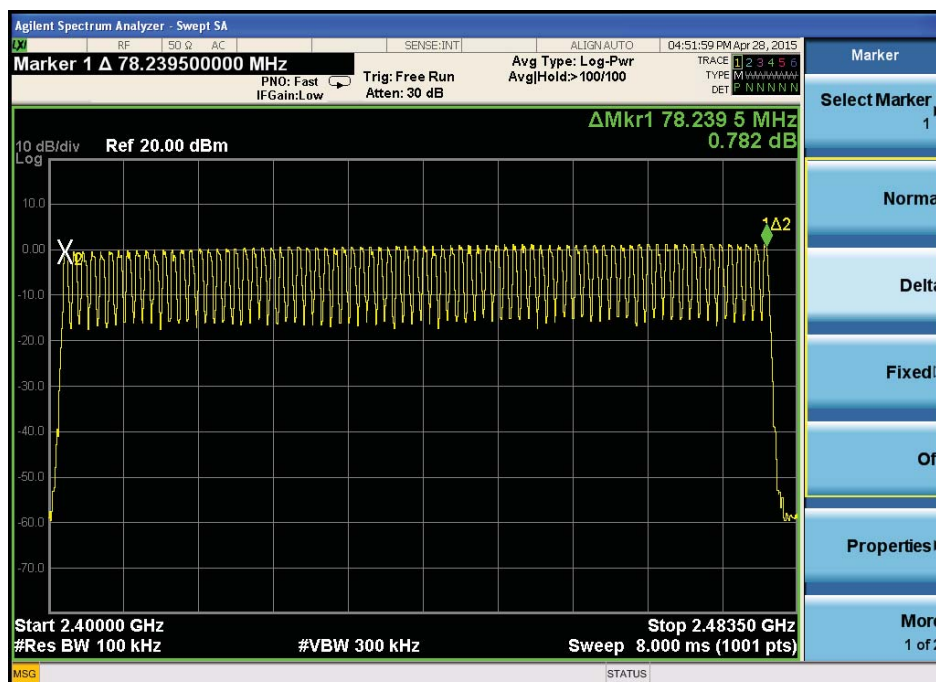 Agilent Spectrum Analyzer - Swept SA
LXI RF 50 Ω AC SENSE:INT ALIGN AUTO 04:51:59 PM Apr 28, 2015
Marker 1 Δ 78.239500000 MHz
PNO: Fast
IFGain:Low
Trig: Free Run
Atten: 30 dB
Avg Type: Log-Pwr
Avg|Hold:>100/100
TRACE 1 2 3 4 5 6
TYPE M
DET P N N N N N
ΔMkr1 78.239 5 MHz
0.782 dB
10 dB/div Ref 20.00 dBm
Log
10.0
0.00
-10.0
-20.0
-30.0
-40.0
-50.0
-60.0
-70.0
1Δ2
Start 2.40000 GHz Stop 2.48350 GHz
#Res BW 100 kHz #VBW 300 kHz Sweep 8.000 ms (1001 pts)
MSG STATUS
Marker
Select Marker
1
Norma
Delta
Fixed
Of
Properties
More
1 of 2